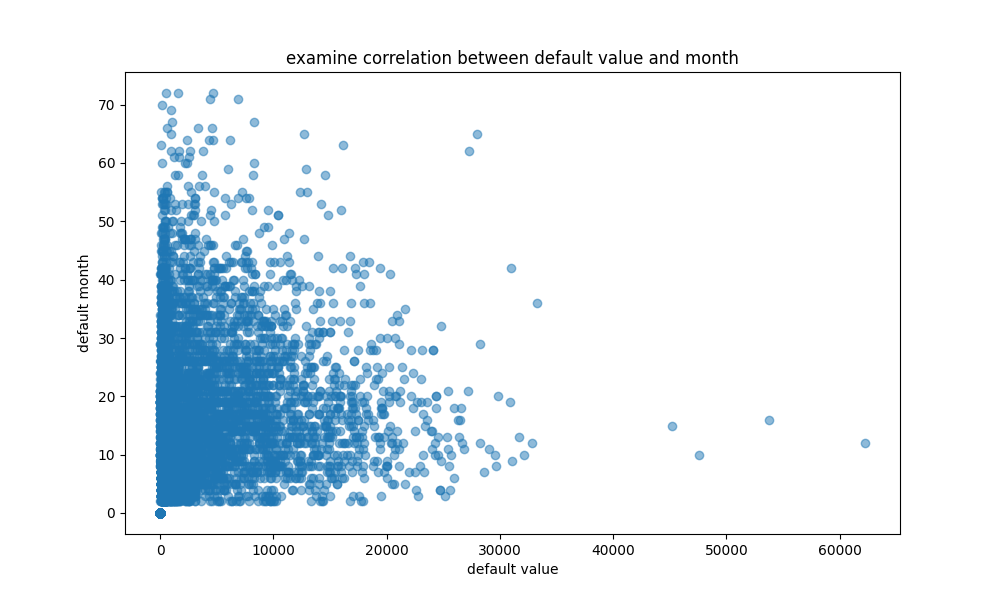 examine correlation between default value and month
default month
70
60
50
40
30
20
10
0
0 10000 20000 30000 40000 50000 60000
default value